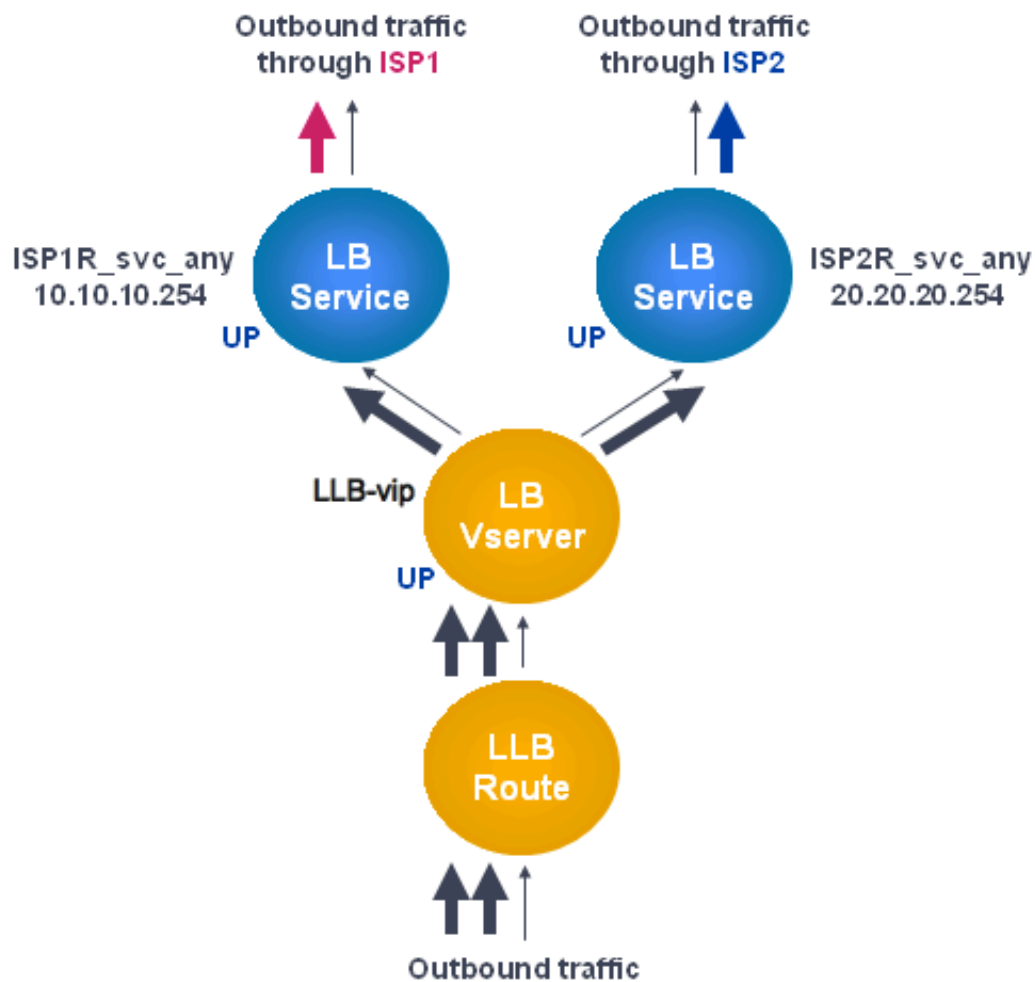 Outbound traffic
through ISP1
Outbound traffic
through ISP2
LB
Service
ISP1R_svc_any
10.10.10.254
UP
LB
Service
ISP2R_svc_any
20.20.20.254
UP
LLB-vip
LB
Vserver
UP
LLB
Route
Outbound traffic